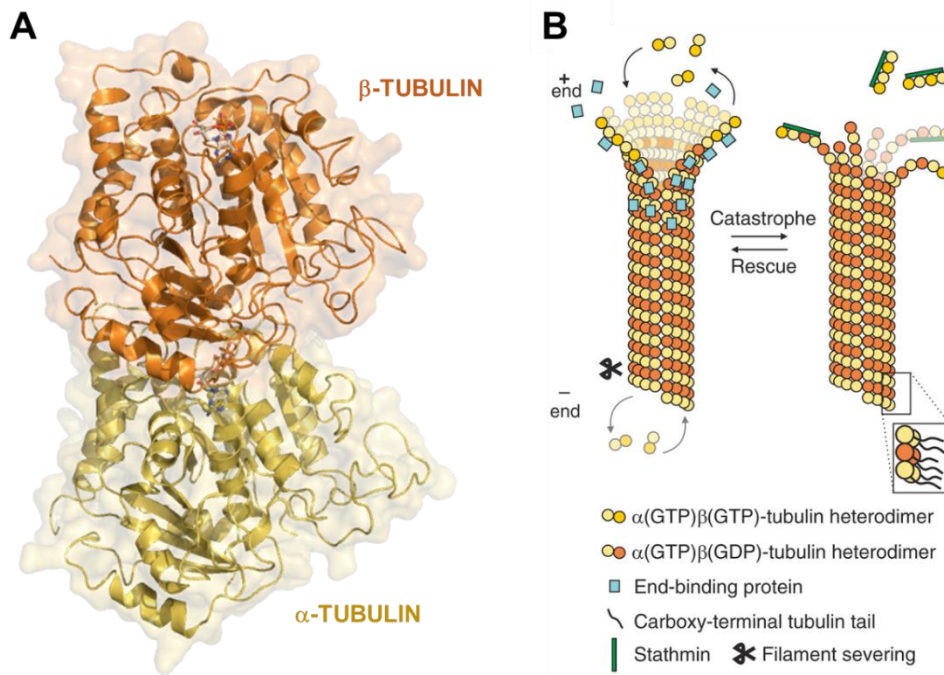 A
β-TUBULIN
α-TUBULIN
B
+
end
Catastrophe
Rescue
−
end
α(GTP)β(GTP)-tubulin heterodimer
α(GTP)β(GDP)-tubulin heterodimer
End-binding protein
Carboxy-terminal tubulin tail
Stathmin Filament severing